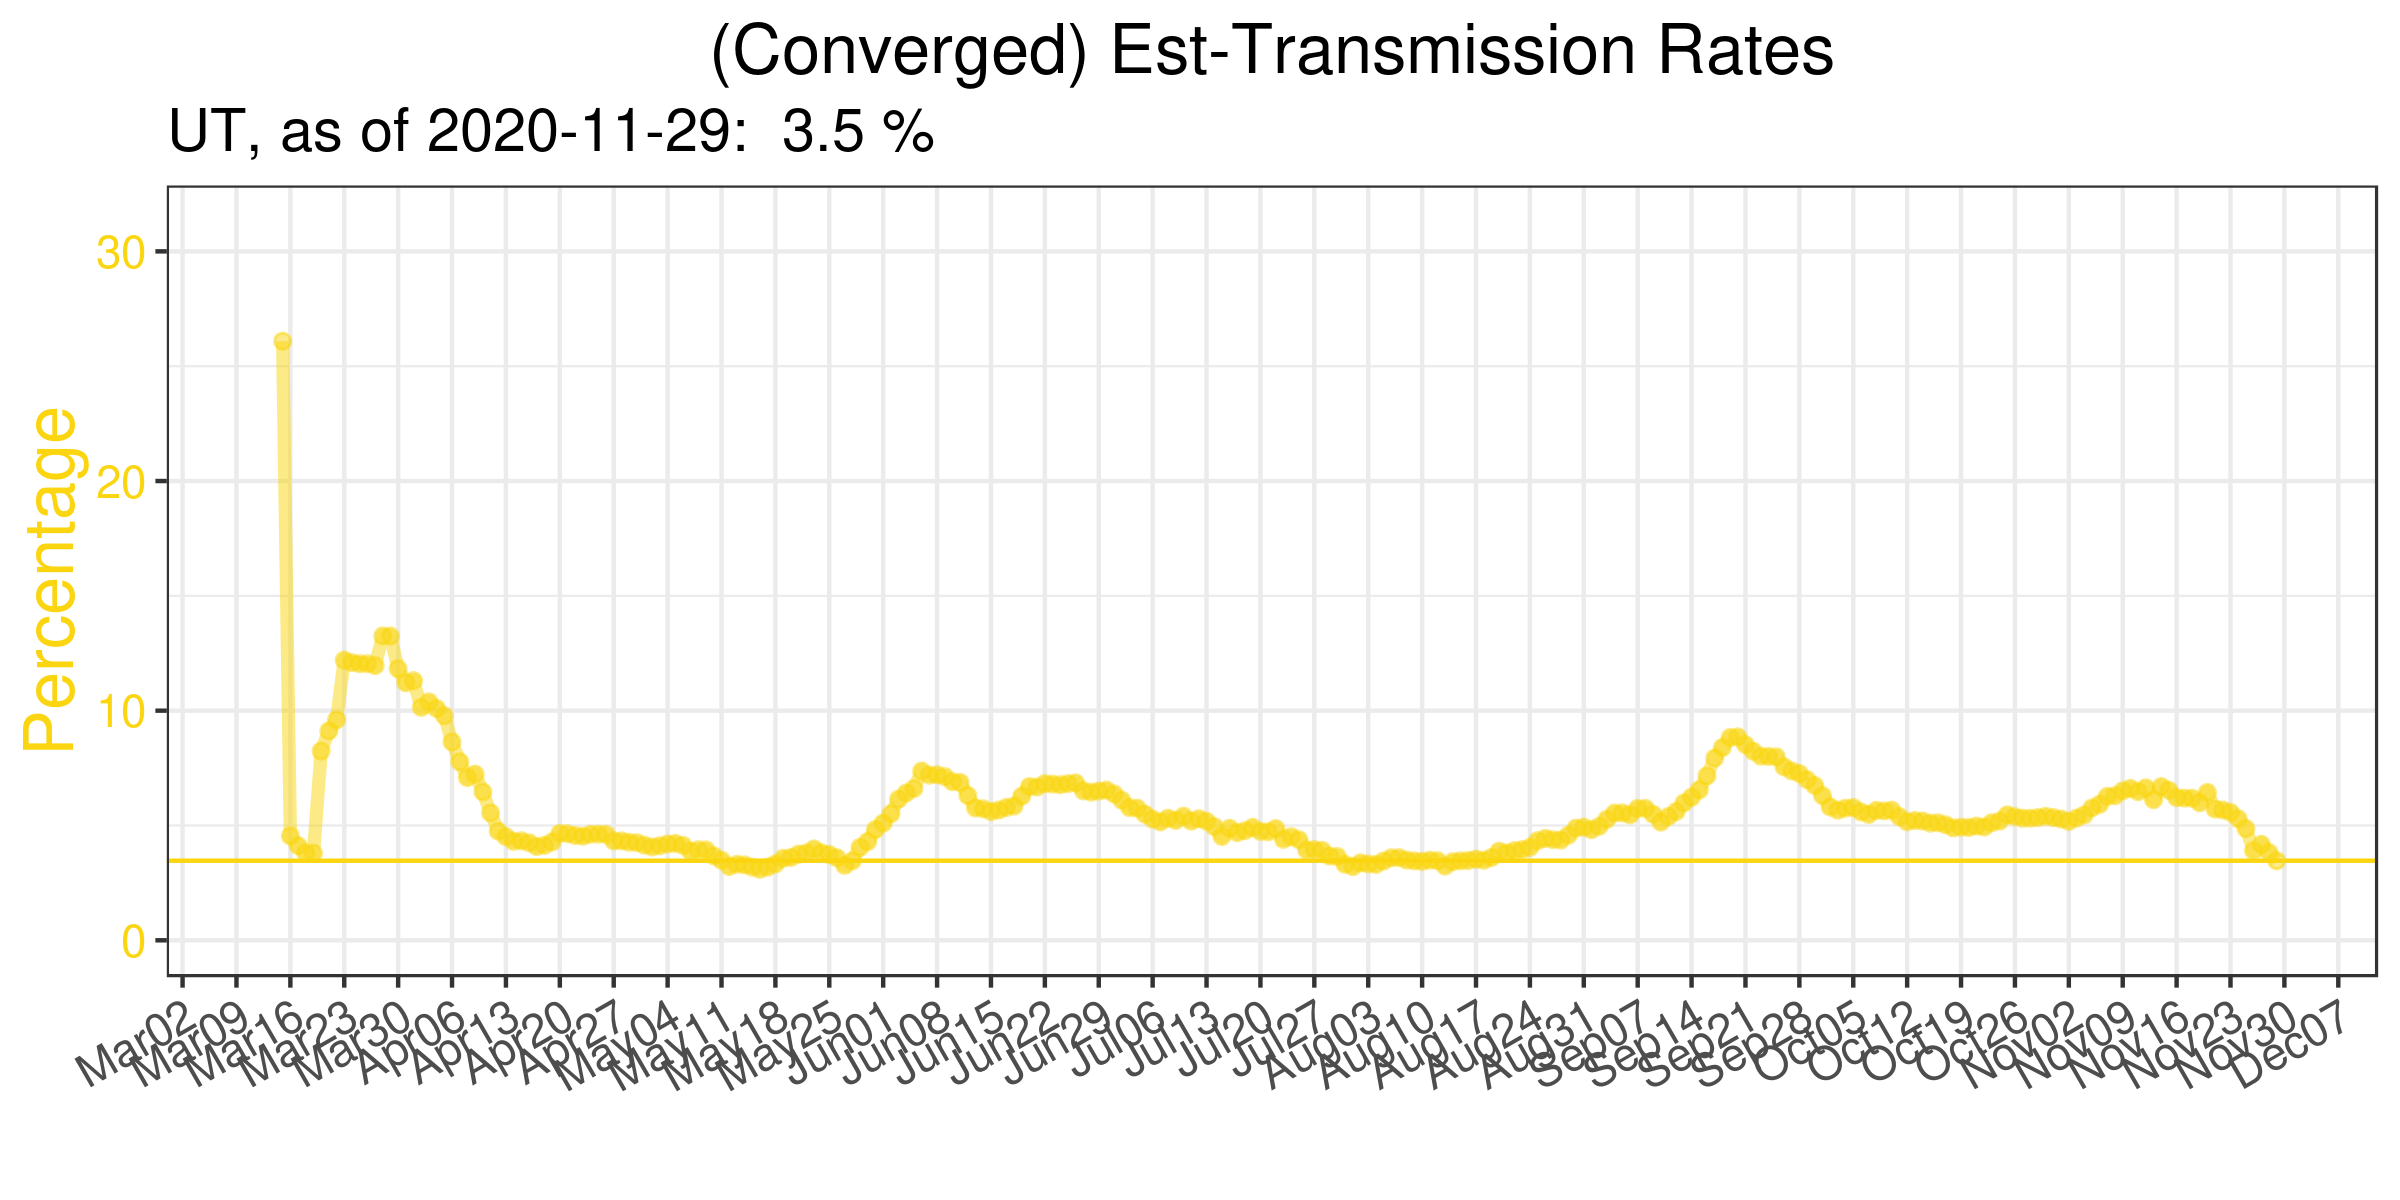 (Converged) Est-Transmission Rates
UT, as of 2020-11-29:  3.5 %
Percentage
30
20
10
0
Mar02 Mar09 Mar16 Mar23 Mar30 Apr06 Apr13 Apr20 Apr27 May04 May11 May18 May25 Jun01 Jun08 Jun15 Jun22 Jun29 Jul06 Jul13 Jul20 Jul27 Aug03 Aug10 Aug17 Aug24 Aug31 Sep07 Sep14 Sep21 Sep28 Oct05 Oct12 Oct19 Oct26 Nov02 Nov09 Nov16 Nov23 Nov30 Dec07